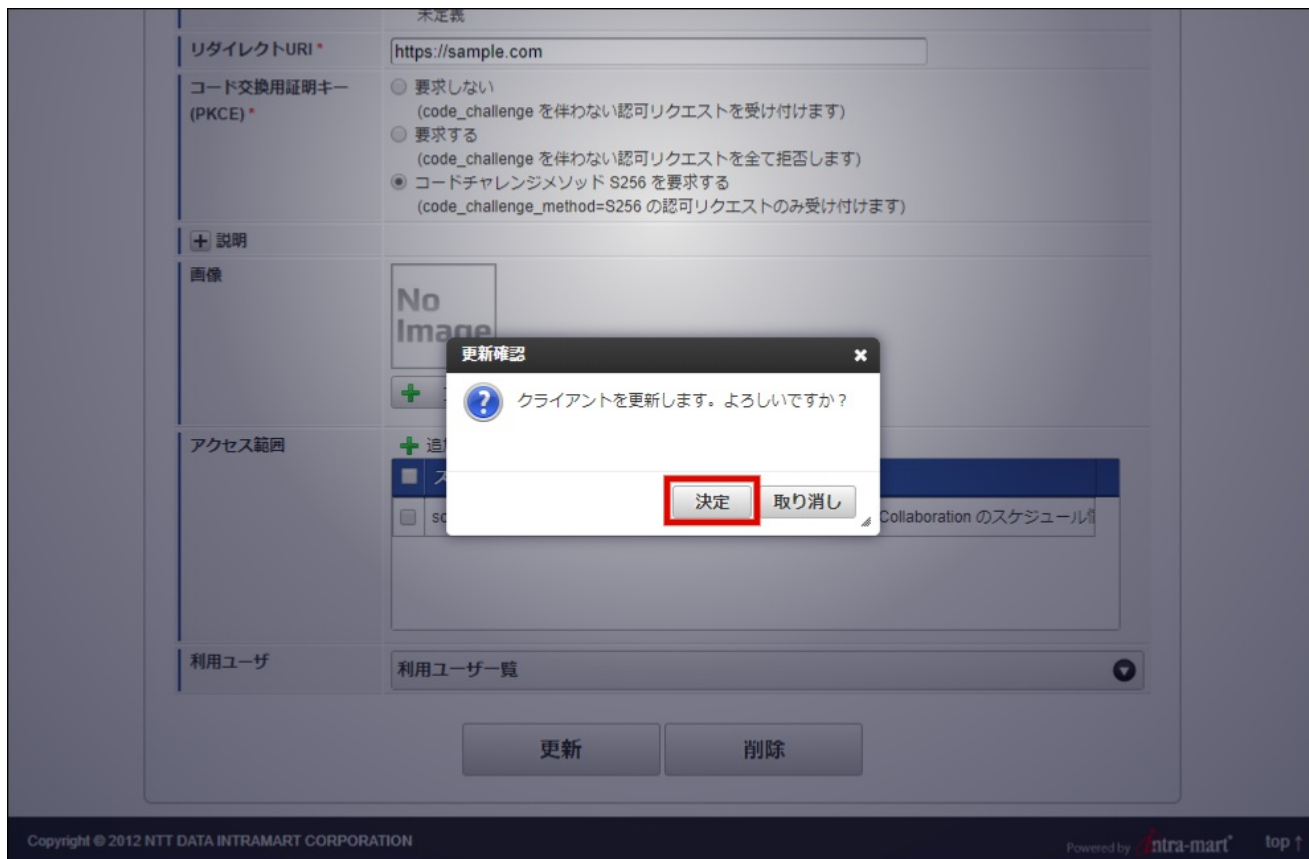 未定義
リダイレクトURI *
https://sample.com
コード交換用証明キー
(PKCE) *
要求しない
(code_challenge を伴わない認可リクエストを受け付けます)
要求する
(code_challenge を伴わない認可リクエストを全て拒否します)
コードチャレンジメソッド S256 を要求する
(code_challenge_method=S256 の認可リクエストのみ受け付けます)
説明
画像
No
Image
更新確認
クライアントを更新します。よろしいですか？
決定 取り消し
アクセス範囲
Collaboration のスケジュール
利用ユーザ
利用ユーザ一覧
更新 削除
Copyright © 2012 NTT DATA INTRAMART CORPORATION
Powered by intra-mart
top ↑